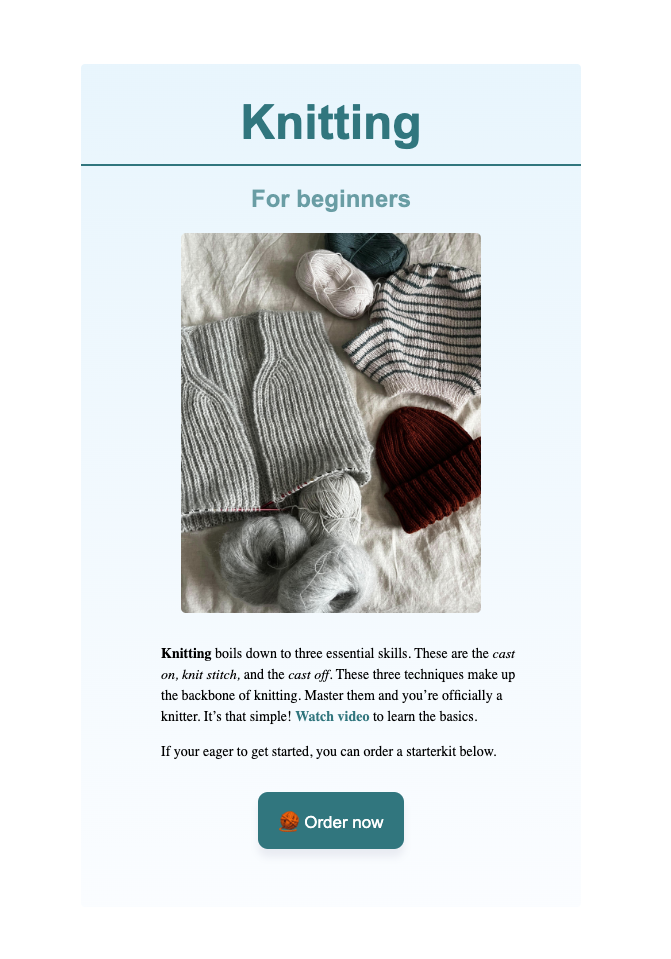 Knitting
For beginners
Knitting boils down to three essential skills. These are the cast
on, knit stitch, and the cast off. These three techniques make up
the backbone of knitting. Master them and you’re officially a
knitter. It’s that simple! Watch video to learn the basics.
If your eager to get started, you can order a starterkit below.
🧶 Order now